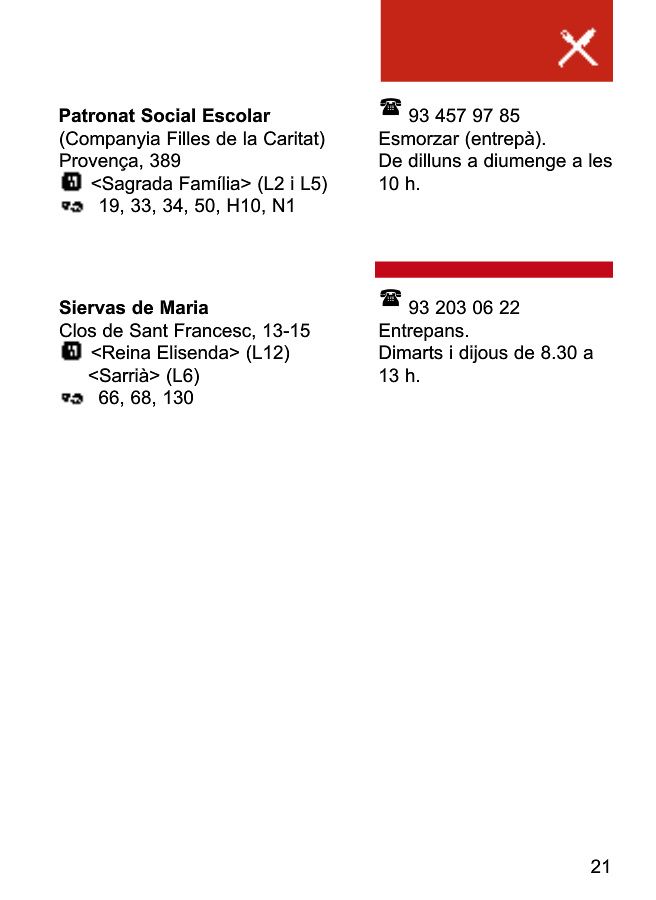 Patronat Social Escolar
(Companyia Filles de la Caritat)
Provença, 389
<Sagrada Família> (L2 i L5)
19, 33, 34, 50, H10, N1
93 457 97 85
Esmorzar (entrepà).
De dilluns a diumenge a les
10 h.
Siervas de Maria
Clos de Sant Francesc, 13-15
<Reina Elisenda> (L12)
<Sarrià> (L6)
66, 68, 130
93 203 06 22
Entrepans.
Dimarts i dijous de 8.30 a
13 h.
21